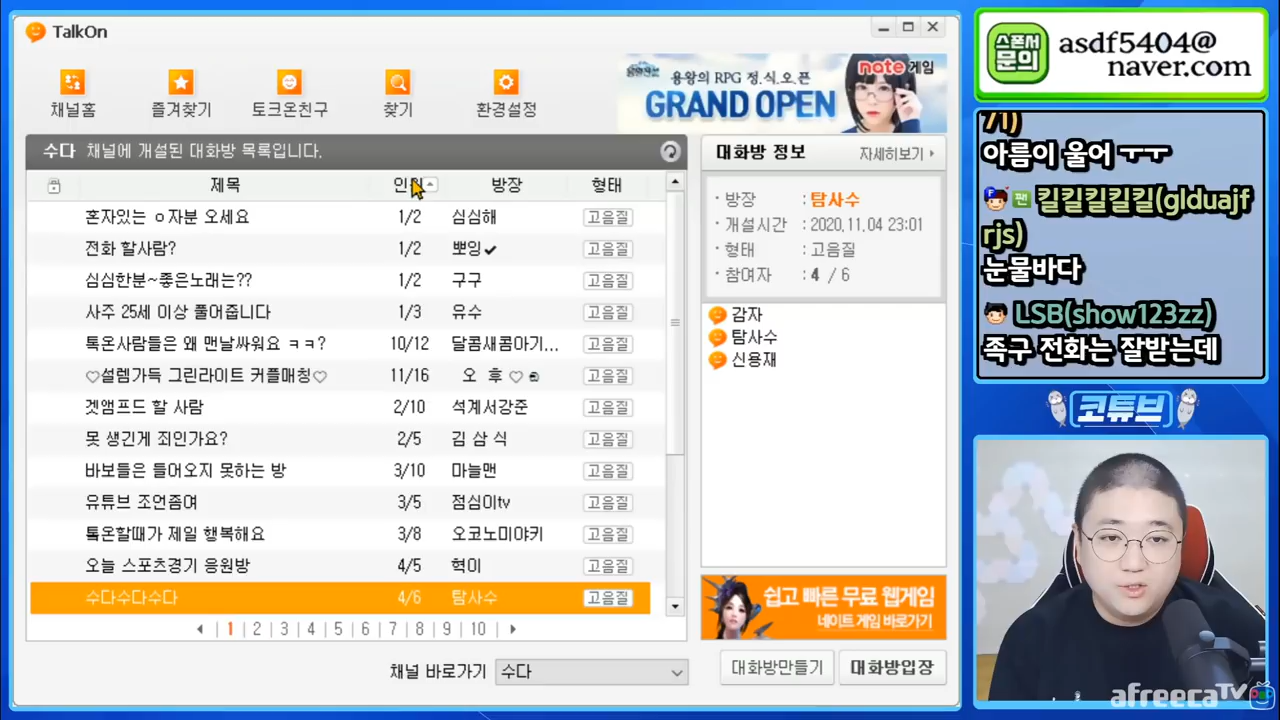 TalkOn
채널홈
즐겨찾기
토크온친구
찾기
환경설정
용왕의 RPG 정.식.오.픈
GRAND OPEN
nate 게임
수다 채널에 개설된 대화방 목록입니다.
제목 인원 방장 형태
혼자있는 ㅇ자분 오세요 1/2 심심해 고음질
전화 할사람? 1/2 뽀잉✔ 고음질
심심한분~좋은노래는?? 1/2 구구 고음질
사주 25세 이상 풀어줍니다 1/3 유수 고음질
톡온사람들은 왜 맨날싸워요 ㅋㅋ? 10/12 달콤새콤아기... 고음질
♡설렘가득 그린라이트 커플매칭♡ 11/16 오 후 ♡ 고음질
겟앰프드 할 사람 2/10 석계서강준 고음질
못 생긴게 죄인가요? 2/5 김 삼 식 고음질
바보들은 들어오지 못하는 방 3/10 마늘맨 고음질
유튜브 조언좀여 3/5 점심이tv 고음질
톡온할때가 제일 행복해요 3/8 오코노미야키 고음질
오늘 스포츠경기 응원방 4/5 혁이 고음질
수다수다수다 4/6 탐사수 고음질
1 2 3 4 5 6 7 8 9 10
채널 바로가기 수다
대화방 정보 자세히보기
· 방장 : 탐사수
· 개설시간 : 2020.11.04 23:01
· 형태 : 고음질
· 참여자 : 4 / 6
감자
탐사수
신용재
쉽고 빠른 무료 웹게임
네이트 게임 바로가기
대화방만들기
대화방입장
스폰서
문의
asdf5404@
naver.com
기)
아름이 울어 ㅜㅜ
팬 킬킬킬킬킬(glduajf
rjs)
눈물바다
LSB(show123zz)
족구 전화는 잘받는데
코튜브
afreecaTV